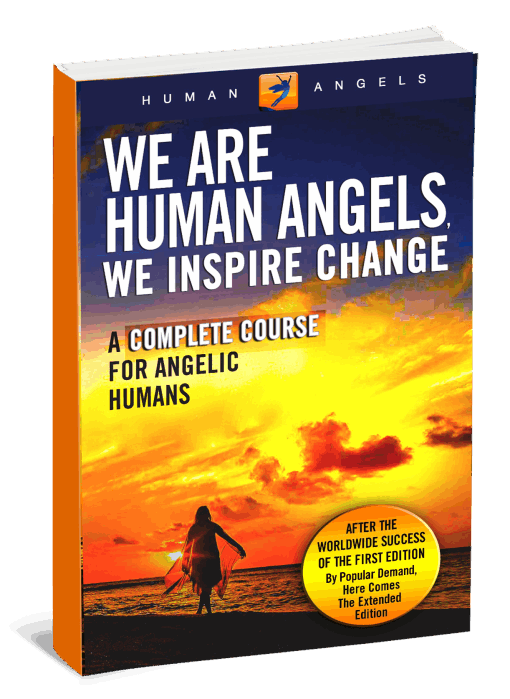 HUMAN ANGELS
WE ARE
HUMAN ANGELS,
WE INSPIRE CHANGE
A COMPLETE COURSE
FOR ANGELIC
HUMANS
AFTER THE
WORLDWIDE SUCCESS
OF THE FIRST EDITION
By Popular Demand,
Here Comes
The Extended
Edition